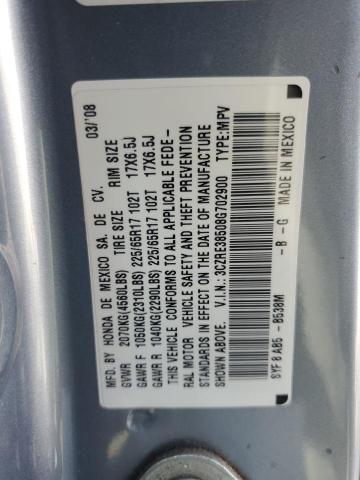 MFD. BY HONDA DE MEXICO SA. DE CV. 03/'08
TIRE SIZE RIM SIZE
GVWR 2070KG(4560LBS)
GAWR F 1050KG(2310LBS) 225/65R17 102T 17X6.5J
GAWR R 1040KG(2290LBS) 225/65R17 102T 17X6.5J
THIS VEHICLE CONFORMS TO ALL APPLICABLE FEDE-
RAL MOTOR VEHICLE SAFETY AND THEFT PREVENTION
STANDARDS IN EFFECT ON THE DATE OF MANUFACTURE
SHOWN ABOVE. V.I.N.:3CZRE38508G702900 TYPE:MPV
SYF8AB5 -B538M -B -G MADE IN MEXICO